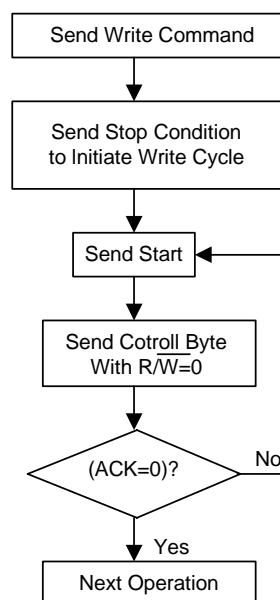 Send Write Command
Send Stop Condition
to Initiate Write Cycle
Send Start
Send Cotroll Byte
With R/W̅=0
(ACK=0)?
No
Yes
Next Operation